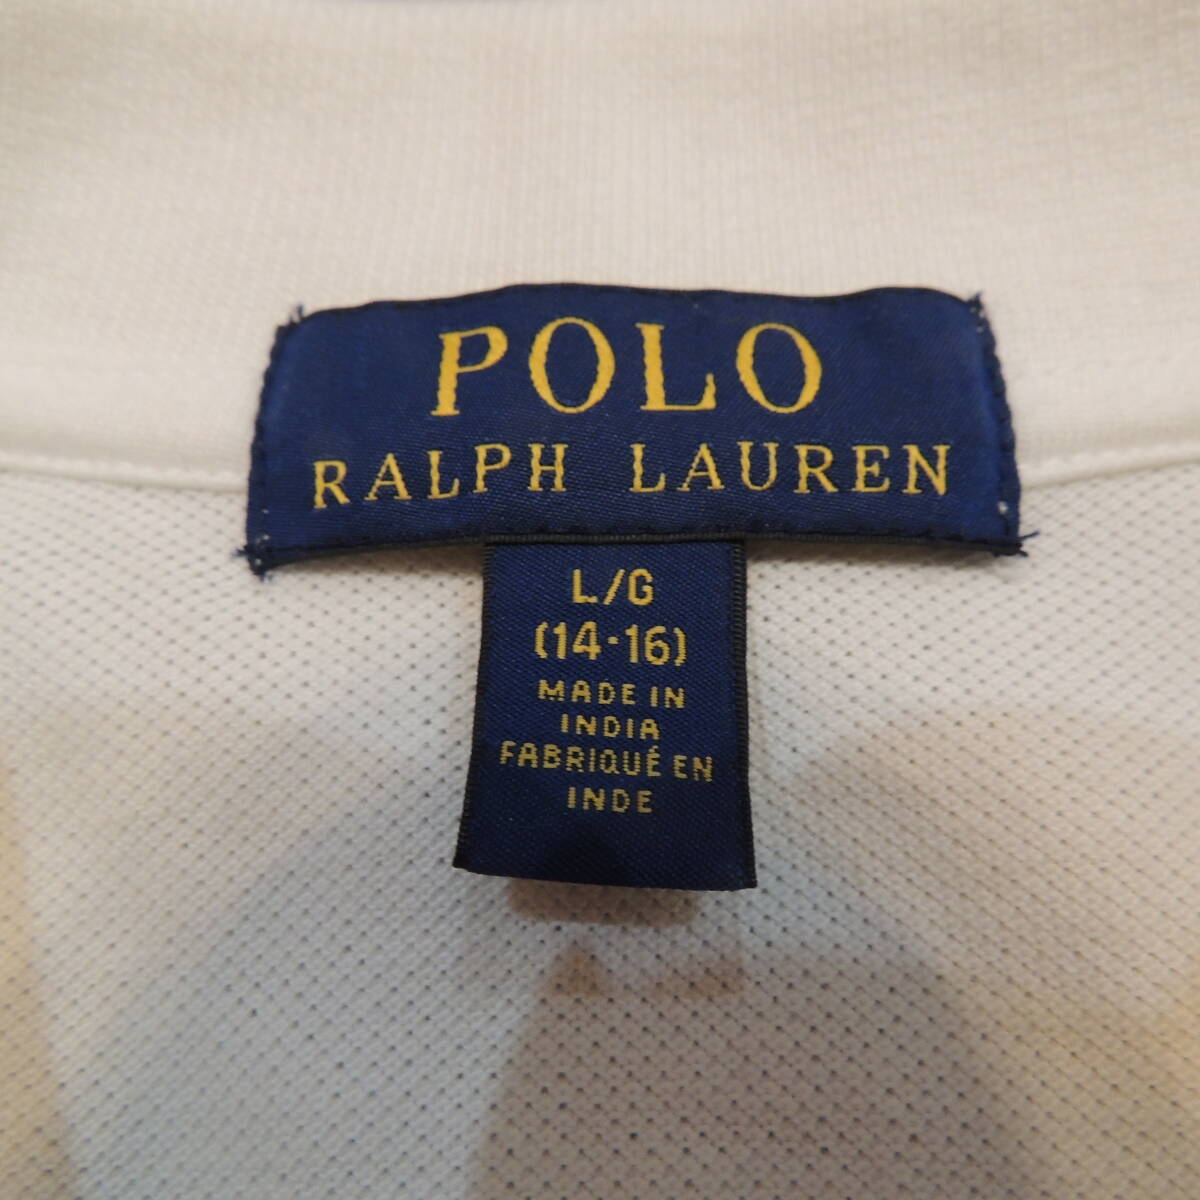 POLO
RALPH LAUREN
L/G
(14-16)
MADE IN
INDIA
FABRIQUÉ EN
INDE